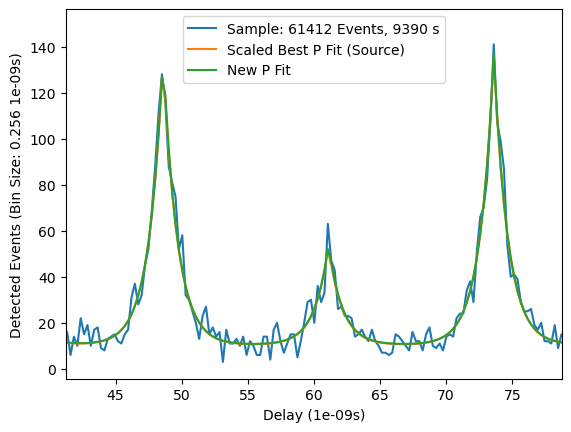 Sample: 61412 Events, 9390 s
Scaled Best P Fit (Source)
New P Fit
Detected Events (Bin Size: 0.256 1e-09s)
140
120
100
80
60
40
20
0
45 50 55 60 65 70 75
Delay (1e-09s)